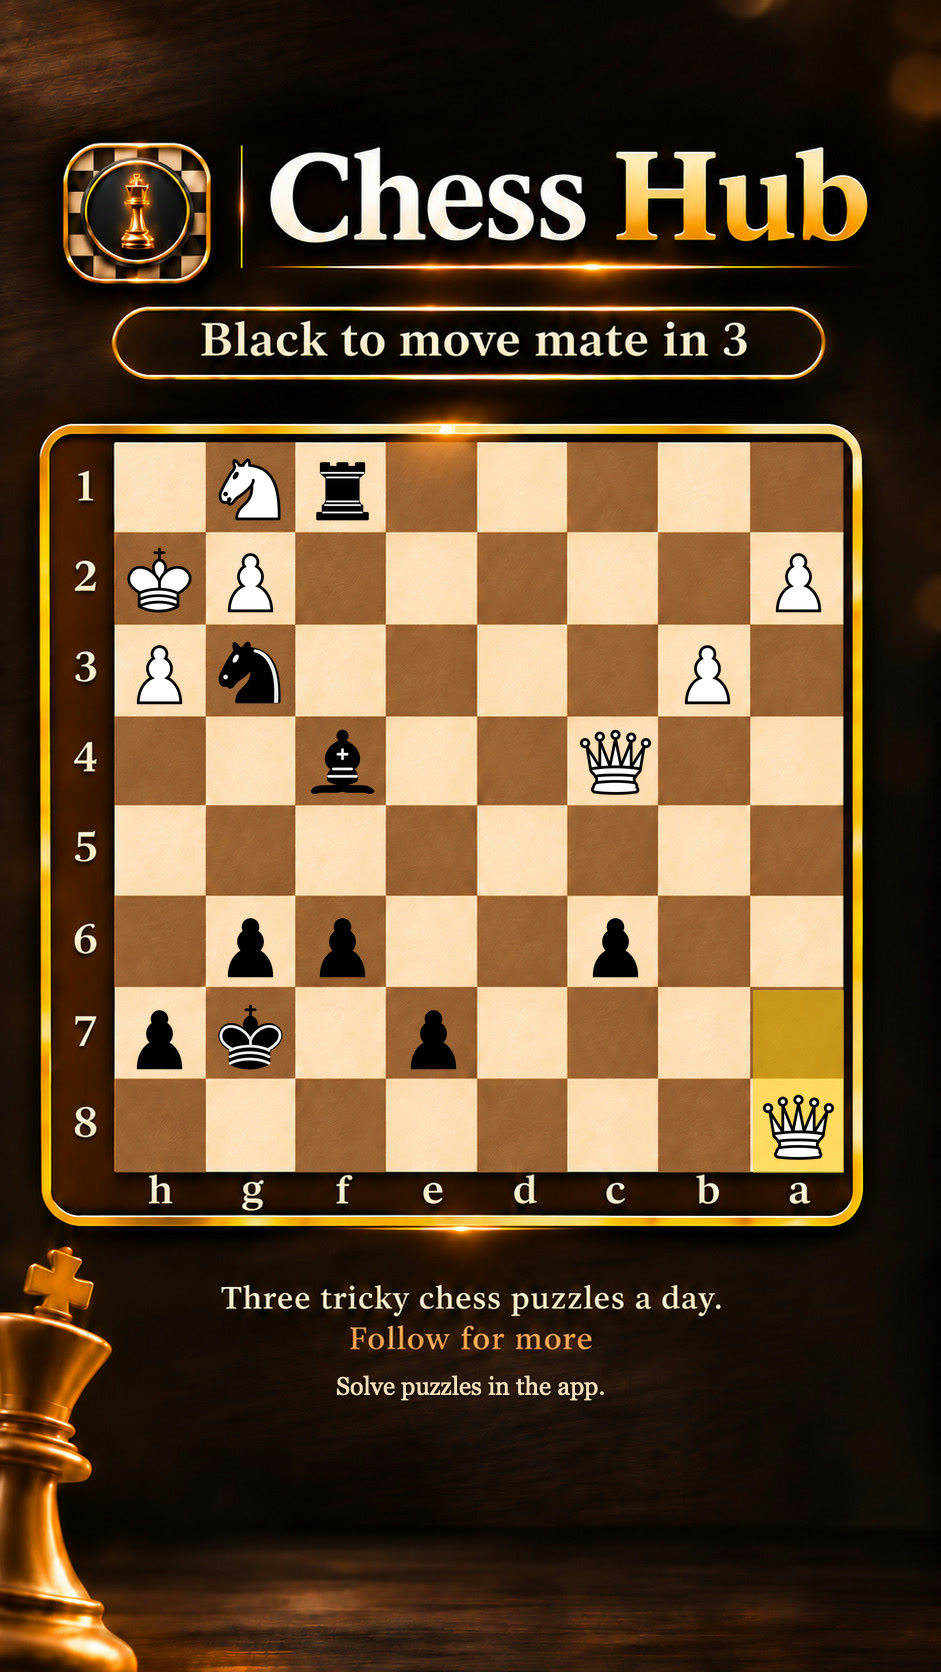 Chess Hub
Black to move mate in 3
1
2
3
4
5
6
7
8
h g f e d c b a
Three tricky chess puzzles a day.
Follow for more
Solve puzzles in the app.